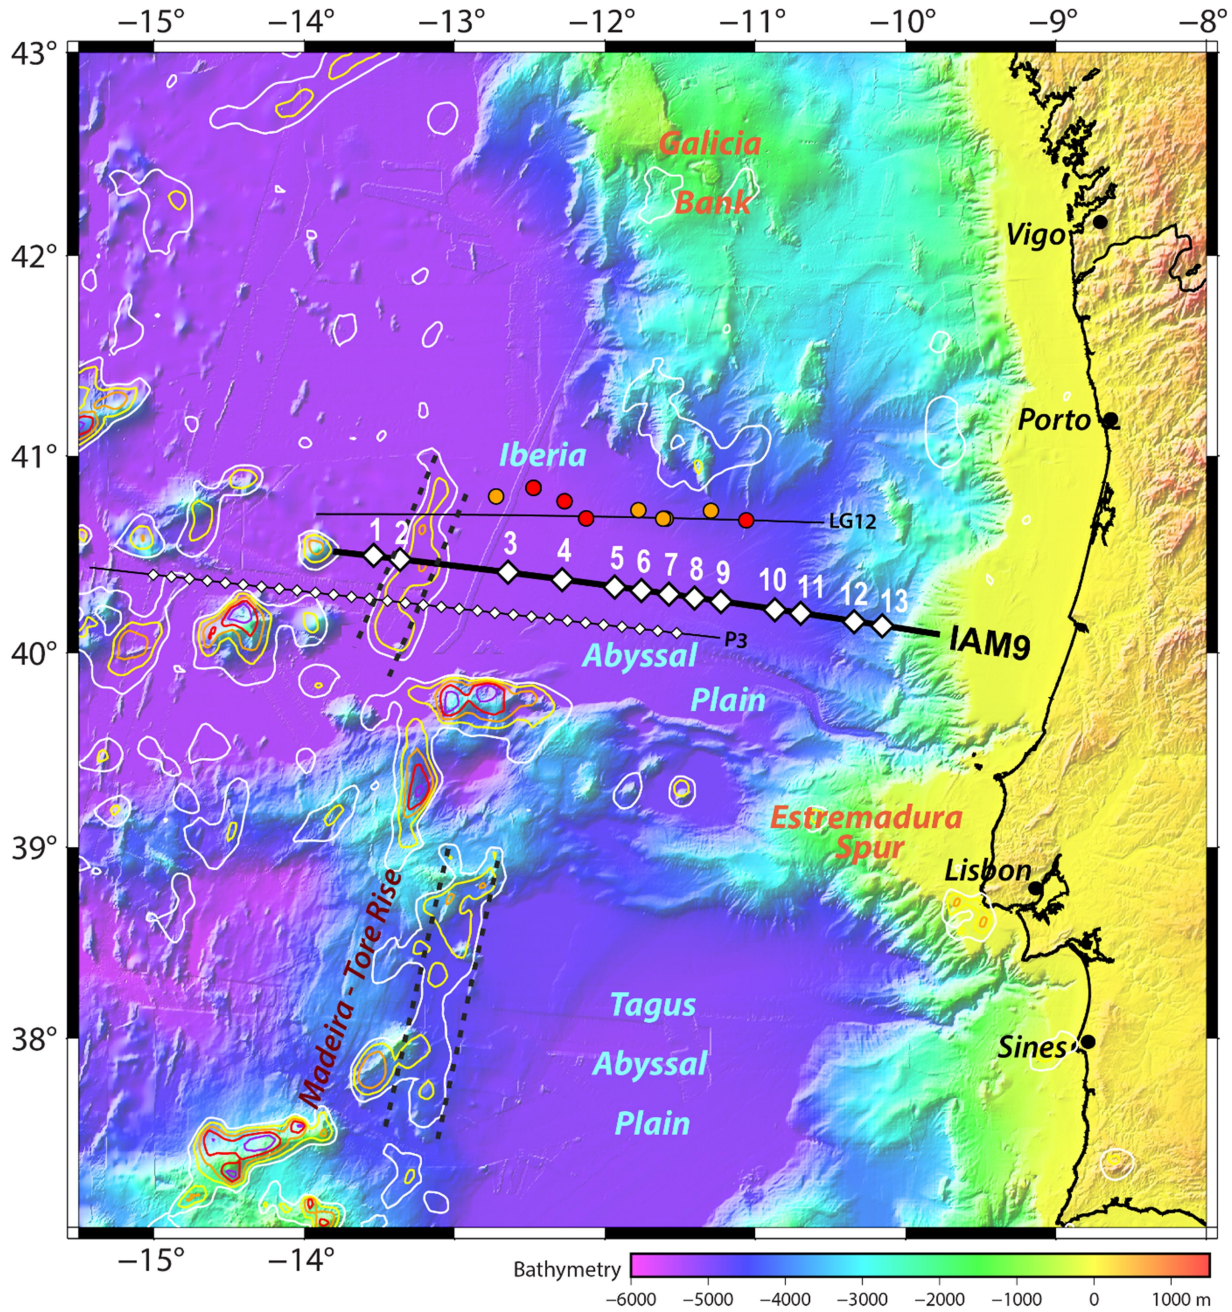 −15° −14° −13° −12° −11° −10° −9° −8°
43°
Galicia
Bank
Vigo
42°
Porto
41°
Iberia
LG12
1 2 3 4 5 6 7 8 9 10 11 12 13
IAM9
P3
40°
Abyssal
Plain
Estremadura
Spur
39°
Lisbon
Madeira - Tore Rise
Tagus
38°
Sines
Abyssal
Plain
−15° −14°
Bathymetry
−6000 −5000 −4000 −3000 −2000 −1000 0 1000 m